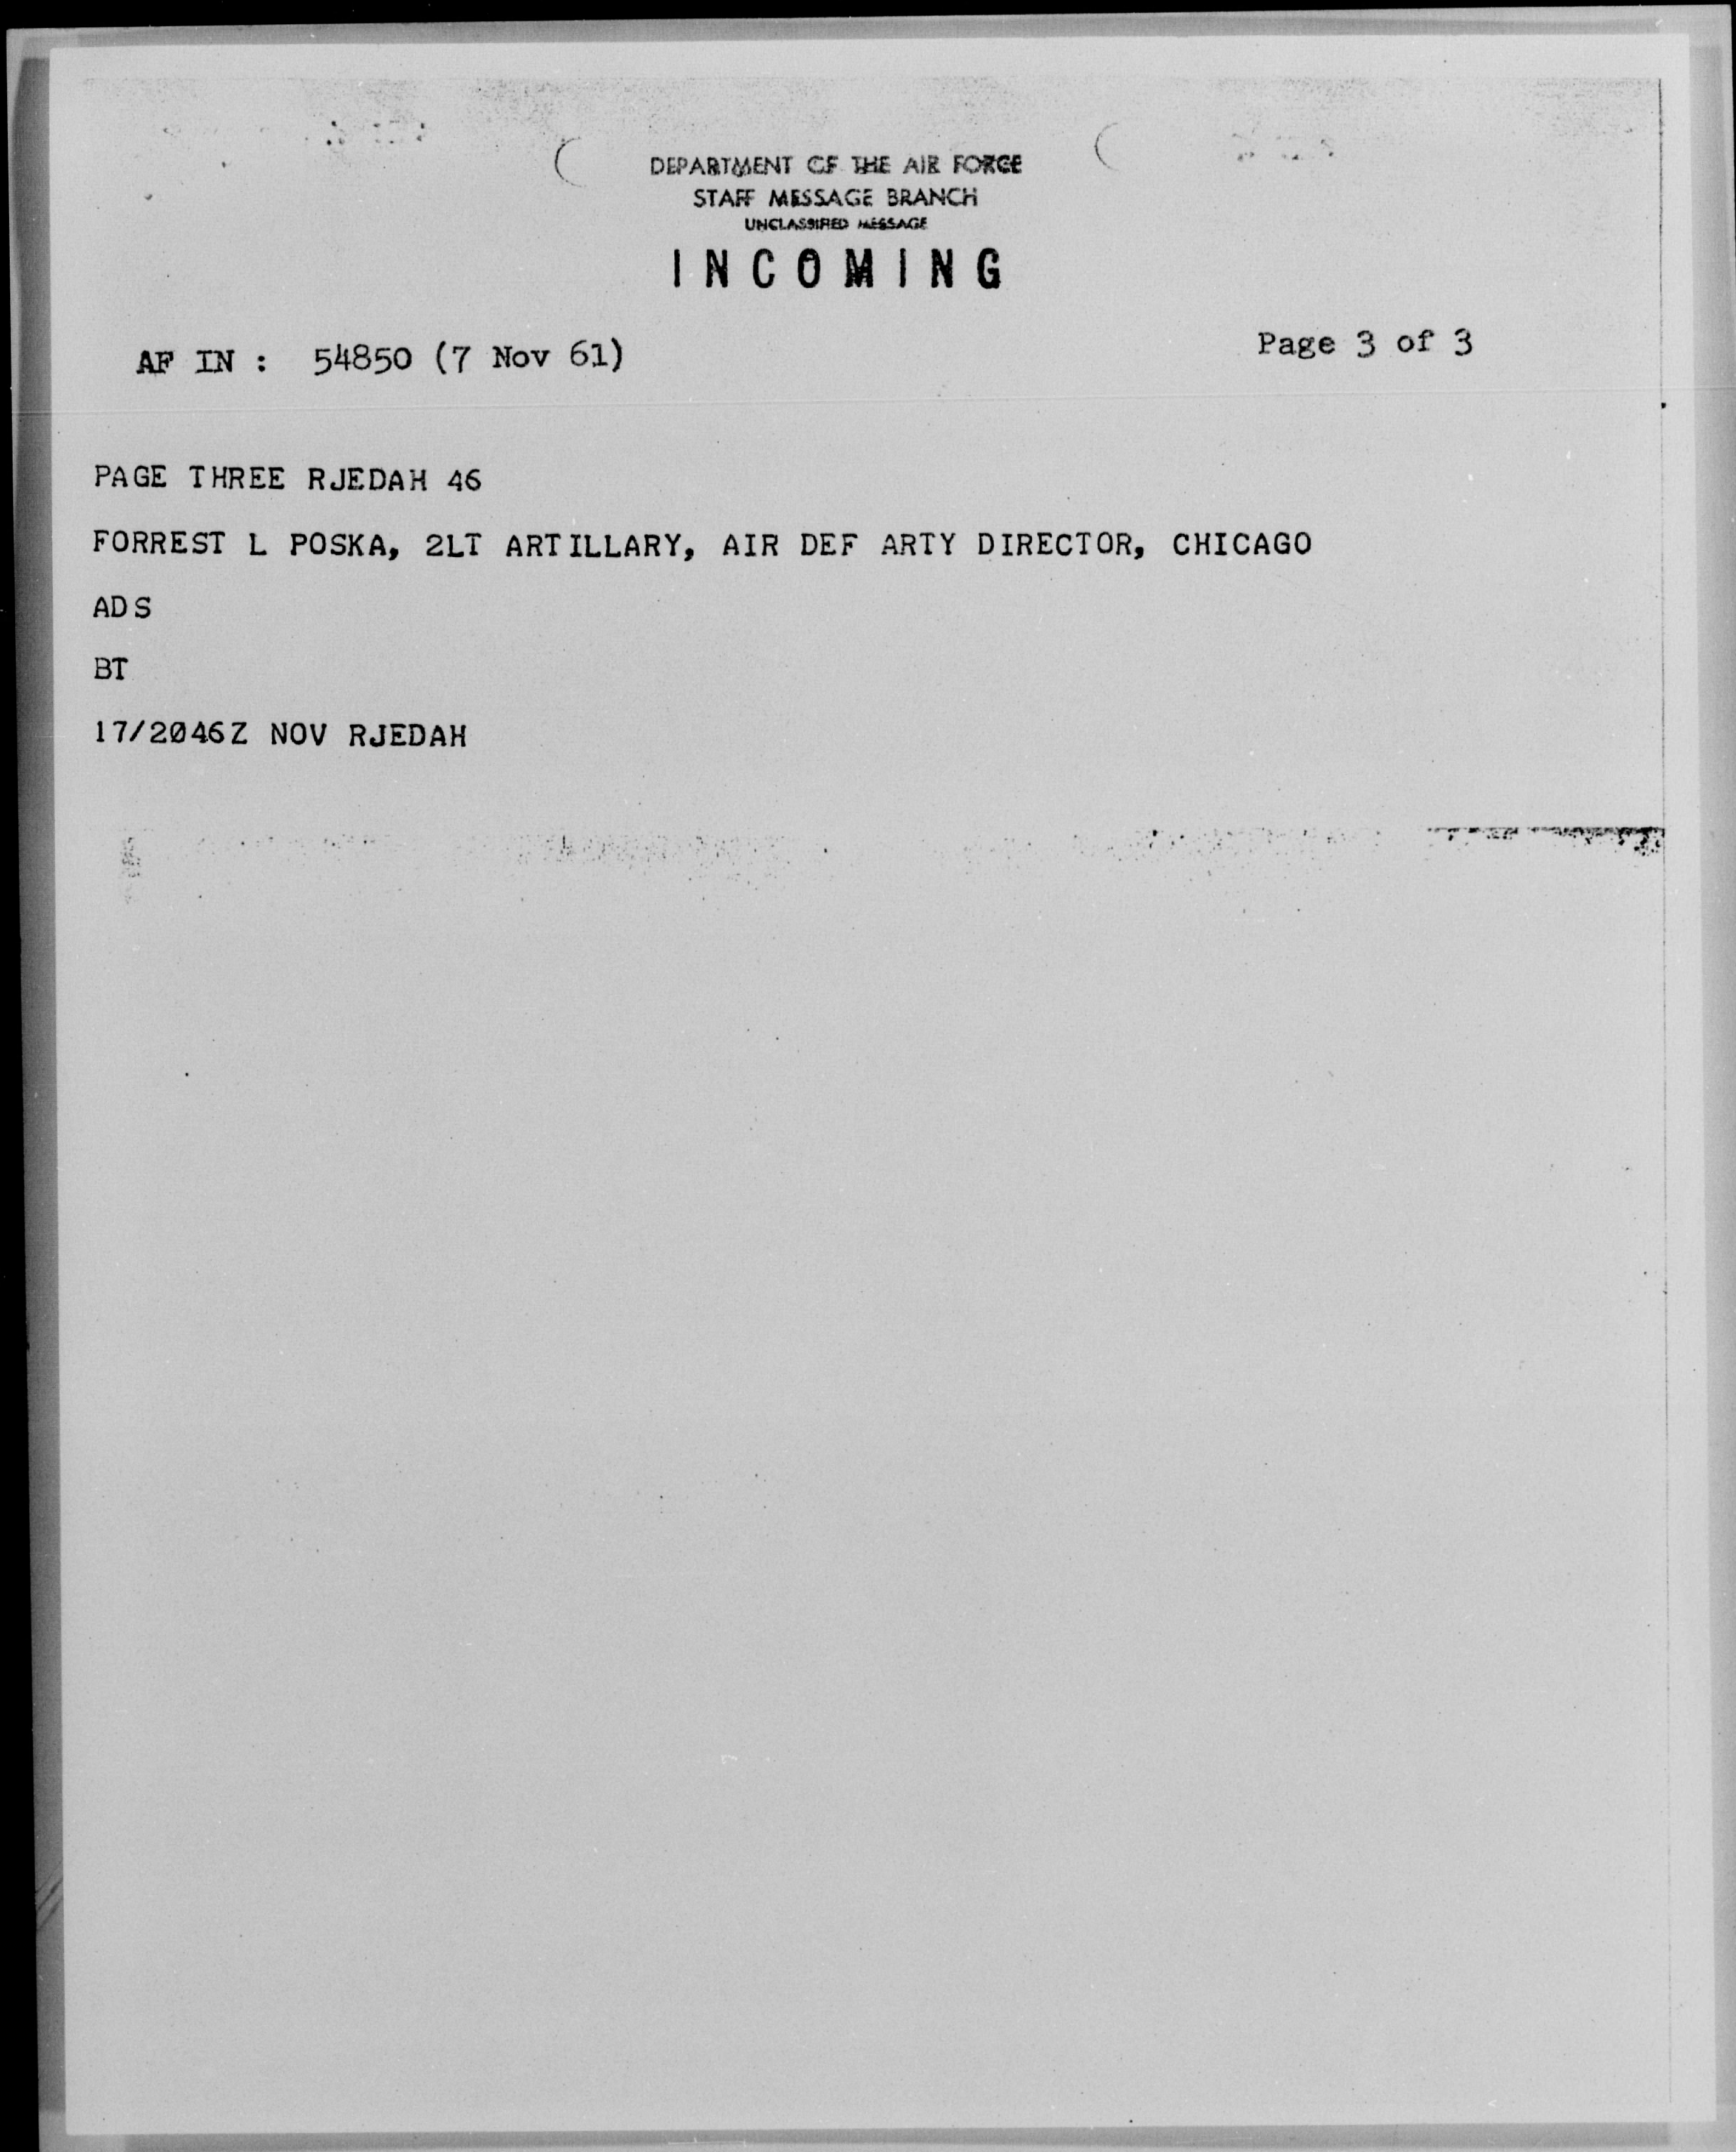 DEPARTMENT OF THE AIR FORCE
STAFF MESSAGE BRANCH
UNCLASSIFIED MESSAGE
INCOMING
AF IN : 54850 (7 Nov 61)
Page 3 of 3
PAGE THREE RJEDAH 46
FORREST L POSKA, 2LT ARTILLARY, AIR DEF ARTY DIRECTOR, CHICAGO
ADS
BT
17/2046Z NOV RJEDAH